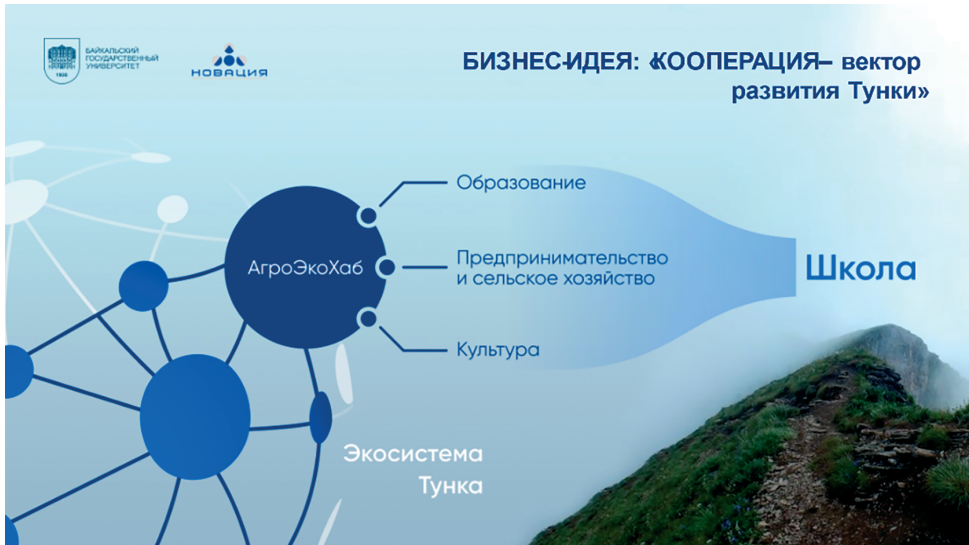 БАЙКАЛЬСКИЙ
ГОСУДАРСТВЕННЫЙ
УНИВЕРСИТЕТ
1930
НОВАЦИЯ
БИЗНЕС-ИДЕЯ: «КООПЕРАЦИЯ– вектор
развития Тунки»
Образование
АгроЭкоХаб
Предпринимательство
и сельское хозяйство
Школа
Культура
Экосистема
Тунка